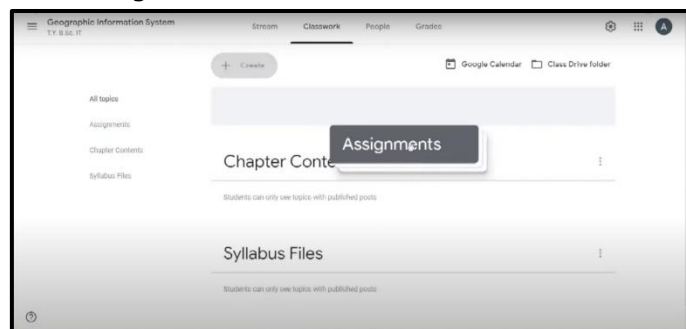 Geographic Information System
T.Y. B.Sc. IT
Stream Classwork People Grades
A
+ Create
Google Calendar Class Drive folder
All topics
Assignments
Chapter Contents
Syllabus Files
Assignments
Chapter Conte
Students can only see topics with published posts
Syllabus Files
Students can only see topics with published posts